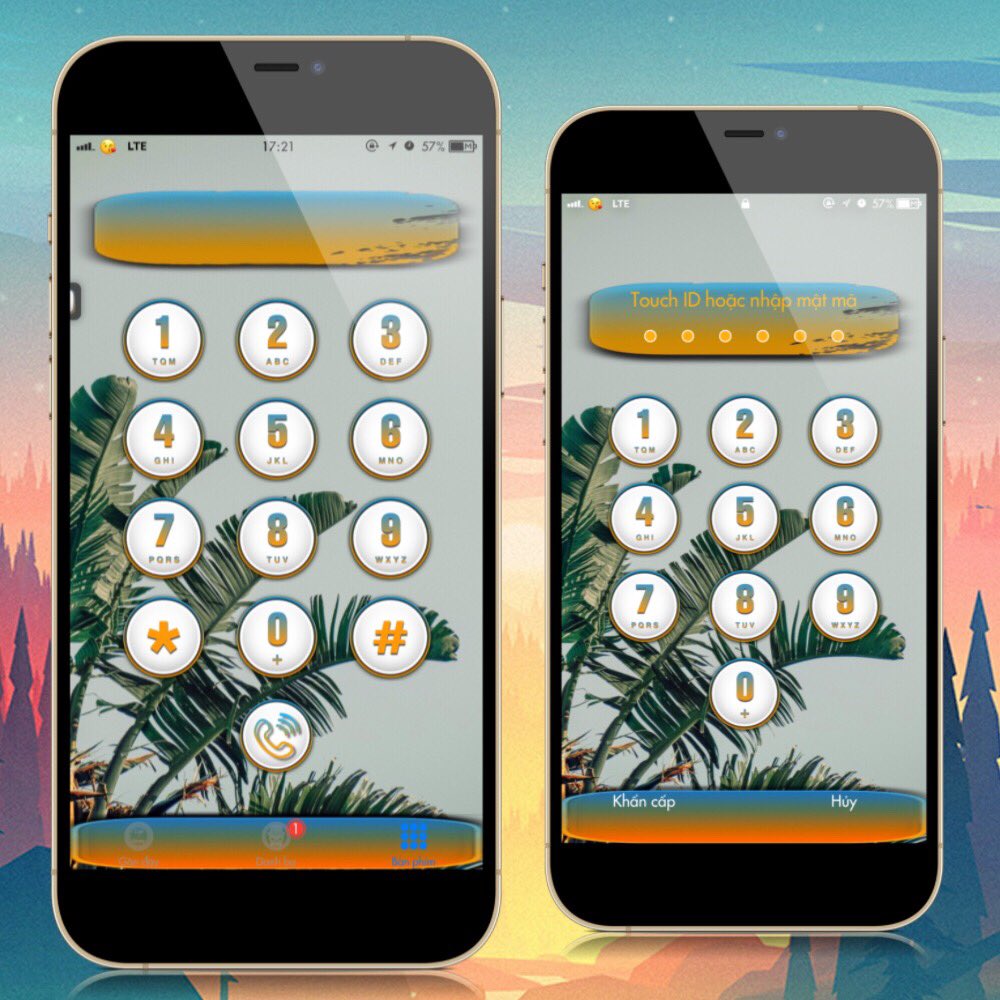 LTE 17:21 57% M
1 2 3
TQM ABC DEF
4 5 6
GHI JKL MNO
7 8 9
PQRS TUV WXYZ
* 0 #
+
1
Gần đây Danh bạ Bàn phím
LTE 57% M
Touch ID hoặc nhập mật mã
1 2 3
TQM ABC DEF
4 5 6
GHI JKL MNO
7 8 9
PQRS TUV WXYZ
0
+
Khẩn cấp Hủy